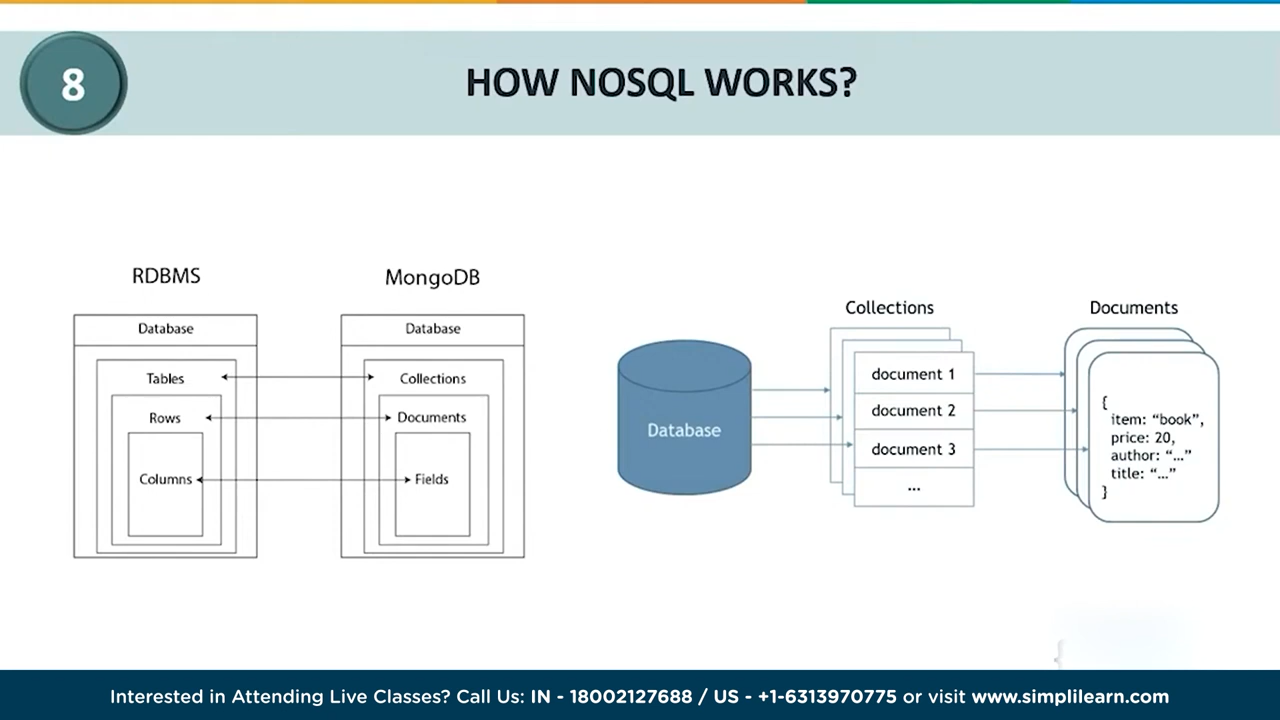 8
HOW NOSQL WORKS?
RDBMS
Database
Tables
Rows
Columns
MongoDB
Database
Collections
Documents
Fields
Database
Collections
document 1
document 2
document 3
...
Documents
{
item: “book”,
price: 20,
author: “...”
title: “...”
}
Interested in Attending Live Classes? Call Us: IN - 18002127688 / US - +1-6313970775 or visit www.simplilearn.com